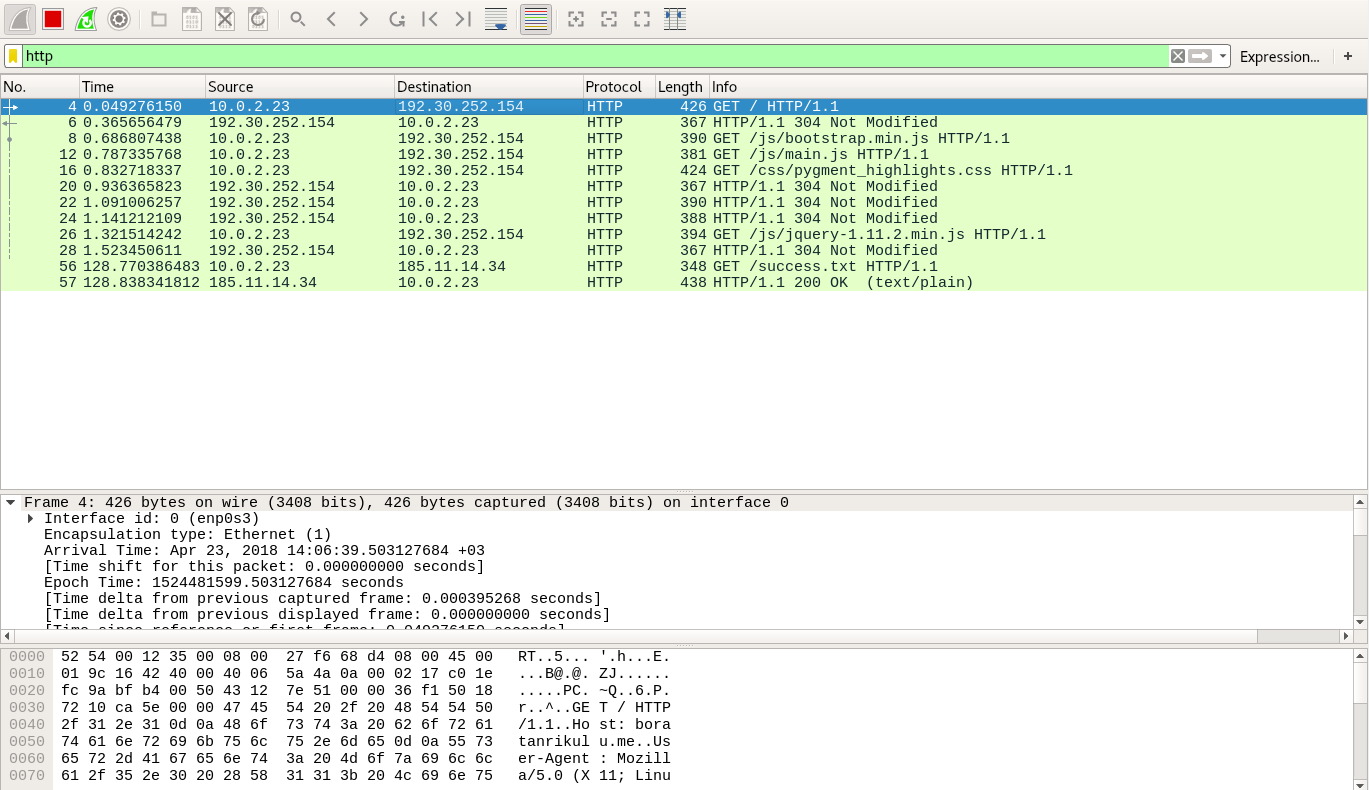 http
Expression... +
No. Time Source Destination Protocol Length Info
4 0.049276150 10.0.2.23 192.30.252.154 HTTP 426 GET / HTTP/1.1
6 0.365656479 192.30.252.154 10.0.2.23 HTTP 367 HTTP/1.1 304 Not Modified
8 0.686807438 10.0.2.23 192.30.252.154 HTTP 390 GET /js/bootstrap.min.js HTTP/1.1
12 0.787335768 10.0.2.23 192.30.252.154 HTTP 381 GET /js/main.js HTTP/1.1
16 0.832718337 10.0.2.23 192.30.252.154 HTTP 424 GET /css/pygment_highlights.css HTTP/1.1
20 0.936365823 192.30.252.154 10.0.2.23 HTTP 367 HTTP/1.1 304 Not Modified
22 1.091006257 192.30.252.154 10.0.2.23 HTTP 390 HTTP/1.1 304 Not Modified
24 1.141212109 192.30.252.154 10.0.2.23 HTTP 388 HTTP/1.1 304 Not Modified
26 1.321514242 10.0.2.23 192.30.252.154 HTTP 394 GET /js/jquery-1.11.2.min.js HTTP/1.1
28 1.523450611 192.30.252.154 10.0.2.23 HTTP 367 HTTP/1.1 304 Not Modified
56 128.770386483 10.0.2.23 185.11.14.34 HTTP 348 GET /success.txt HTTP/1.1
57 128.838341812 185.11.14.34 10.0.2.23 HTTP 438 HTTP/1.1 200 OK  (text/plain)
Frame 4: 426 bytes on wire (3408 bits), 426 bytes captured (3408 bits) on interface 0
Interface id: 0 (enp0s3)
Encapsulation type: Ethernet (1)
Arrival Time: Apr 23, 2018 14:06:39.503127684 +03
[Time shift for this packet: 0.000000000 seconds]
Epoch Time: 1524481599.503127684 seconds
[Time delta from previous captured frame: 0.000395268 seconds]
[Time delta from previous displayed frame: 0.000000000 seconds]
[Time since reference or first frame: 0.049276150 seconds]
0000 52 54 00 12 35 00 08 00 27 f6 68 d4 08 00 45 00 RT..5... '.h...E.
0010 01 9c 16 42 40 00 40 06 5a 4a 0a 00 02 17 c0 1e ...B@.@. ZJ......
0020 fc 9a bf b4 00 50 43 12 7e 51 00 00 36 f1 50 18 .....PC. ~Q..6.P.
0030 72 10 ca 5e 00 00 47 45 54 20 2f 20 48 54 54 50 r..^..GE T / HTTP
0040 2f 31 2e 31 0d 0a 48 6f 73 74 3a 20 62 6f 72 61 /1.1..Ho st: bora
0050 74 61 6e 72 69 6b 75 6c 75 2e 6d 65 0d 0a 55 73 tanrikul u.me..Us
0060 65 72 2d 41 67 65 6e 74 3a 20 4d 6f 7a 69 6c 6c er-Agent : Mozill
0070 61 2f 35 2e 30 20 28 58 31 31 3b 20 4c 69 6e 75 a/5.0 (X 11; Linu